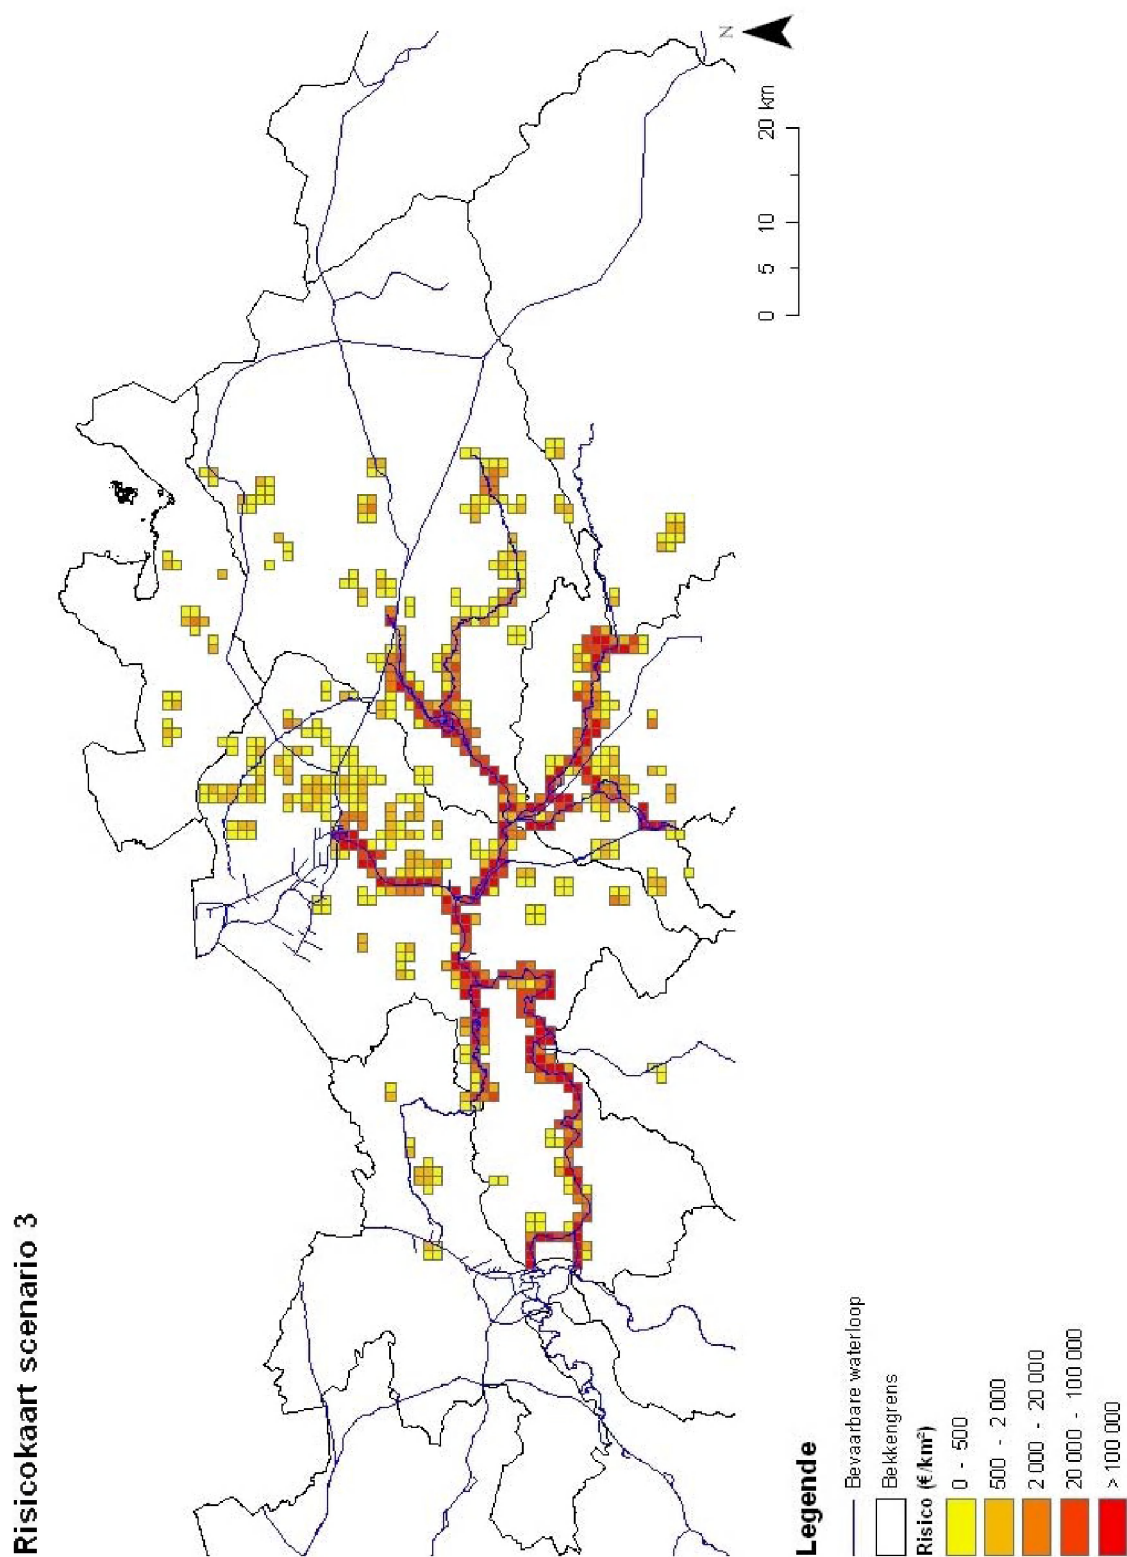 Risicokaart scenario 3
N
0 5 10 20 km
Legende
Bevaarbare waterloop
Bekkengrens
Risico (€/km²)
0 - 500
500 - 2 000
2 000 - 20 000
20 000 - 100 000
> 100 000